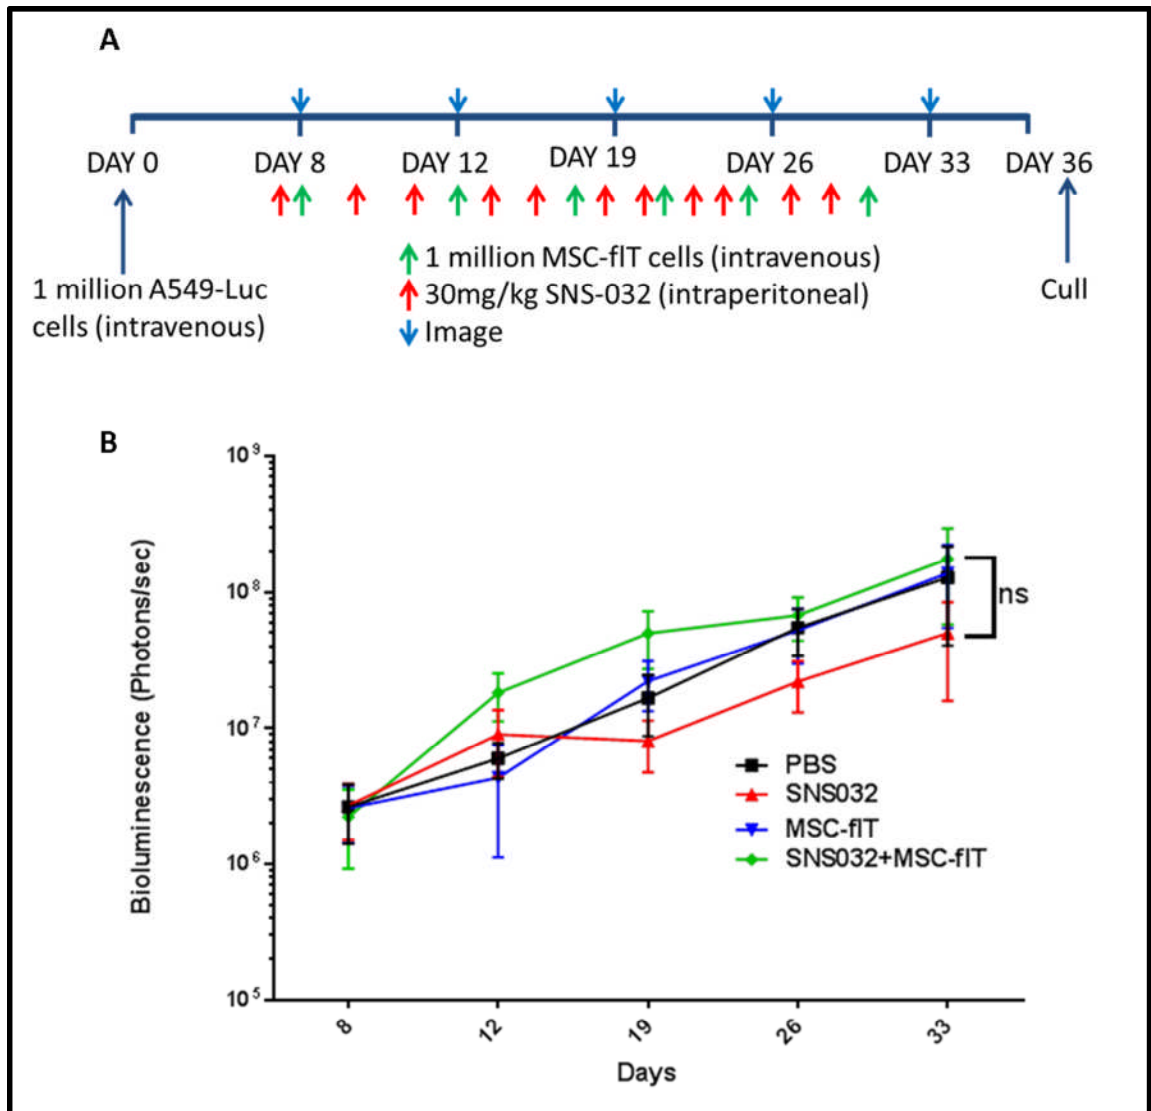 A
DAY 0
DAY 8
DAY 12
DAY 19
DAY 26
DAY 33
DAY 36
1 million A549-Luc
cells (intravenous)
1 million MSC-flT cells (intravenous)
30mg/kg SNS-032 (intraperitoneal)
Image
Cull
B
Bioluminescence (Photons/sec)
10⁹
10⁸
10⁷
10⁶
10⁵
ns
PBS
SNS032
MSC-flT
SNS032+MSC-flT
8
12
19
26
33
Days